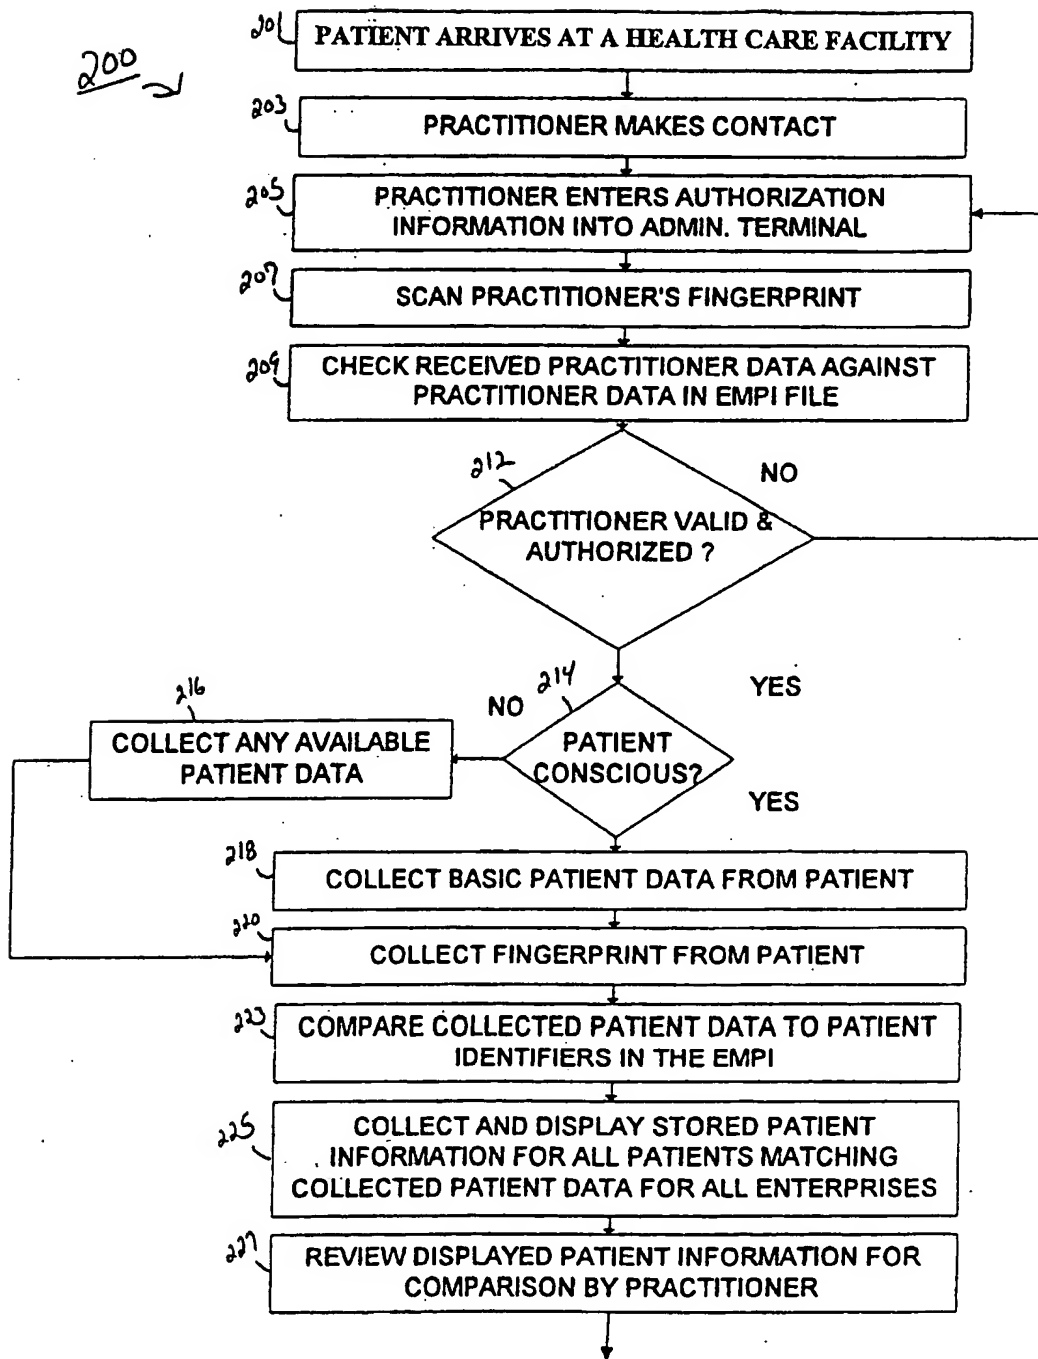 200
201
PATIENT ARRIVES AT A HEALTH CARE FACILITY
203
PRACTITIONER MAKES CONTACT
205
PRACTITIONER ENTERS AUTHORIZATION
INFORMATION INTO ADMIN. TERMINAL
207
SCAN PRACTITIONER'S FINGERPRINT
209
CHECK RECEIVED PRACTITIONER DATA AGAINST
PRACTITIONER DATA IN EMPI FILE
212
NO
PRACTITIONER VALID &
AUTHORIZED ?
YES
214
NO
PATIENT
CONSCIOUS?
YES
216
COLLECT ANY AVAILABLE
PATIENT DATA
218
COLLECT BASIC PATIENT DATA FROM PATIENT
220
COLLECT FINGERPRINT FROM PATIENT
223
COMPARE COLLECTED PATIENT DATA TO PATIENT
IDENTIFIERS IN THE EMPI
225
COLLECT AND DISPLAY STORED PATIENT
INFORMATION FOR ALL PATIENTS MATCHING
COLLECTED PATIENT DATA FOR ALL ENTERPRISES
227
REVIEW DISPLAYED PATIENT INFORMATION FOR
COMPARISON BY PRACTITIONER